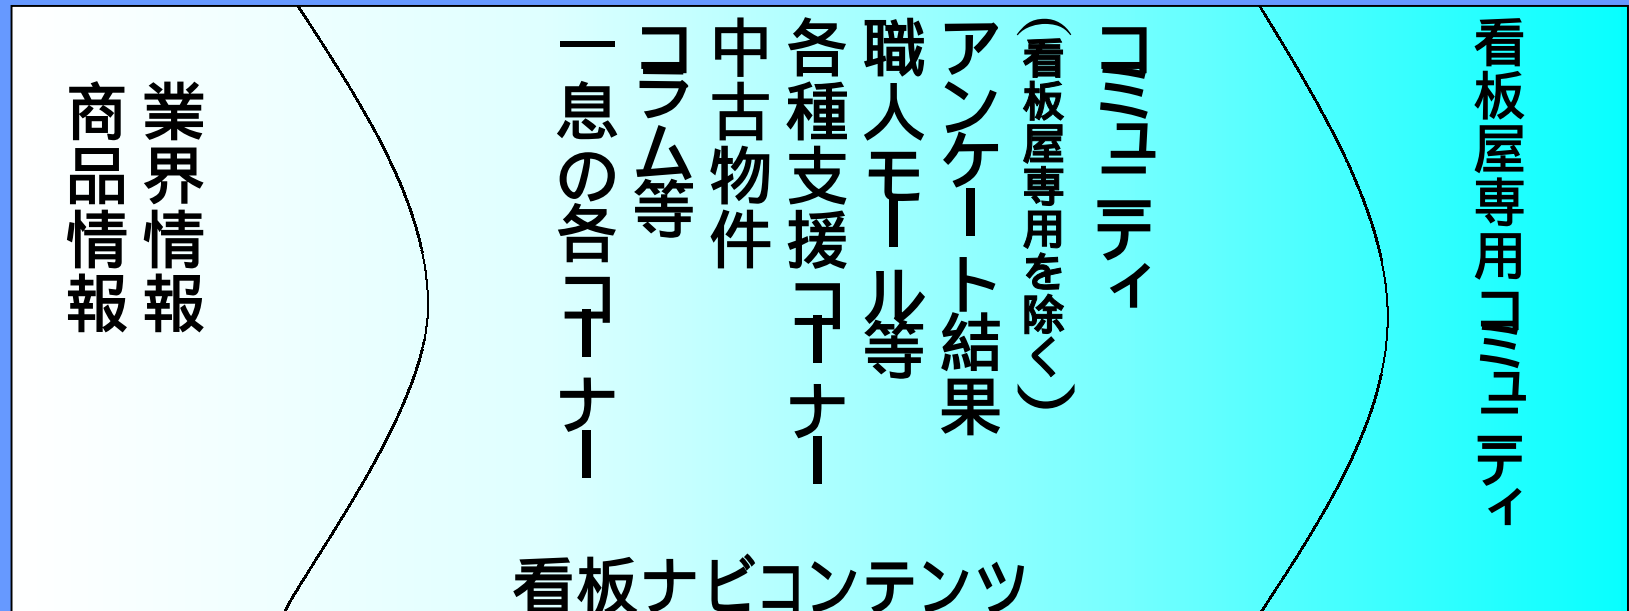 看板屋専用コミュニティ
コミュニティ
（看板屋専用を除く）
アンケート結果
職人モール等
各種支援コーナー
中古物件
コラム等
一息の各コーナー
業界情報
商品情報
看板ナビコンテンツ